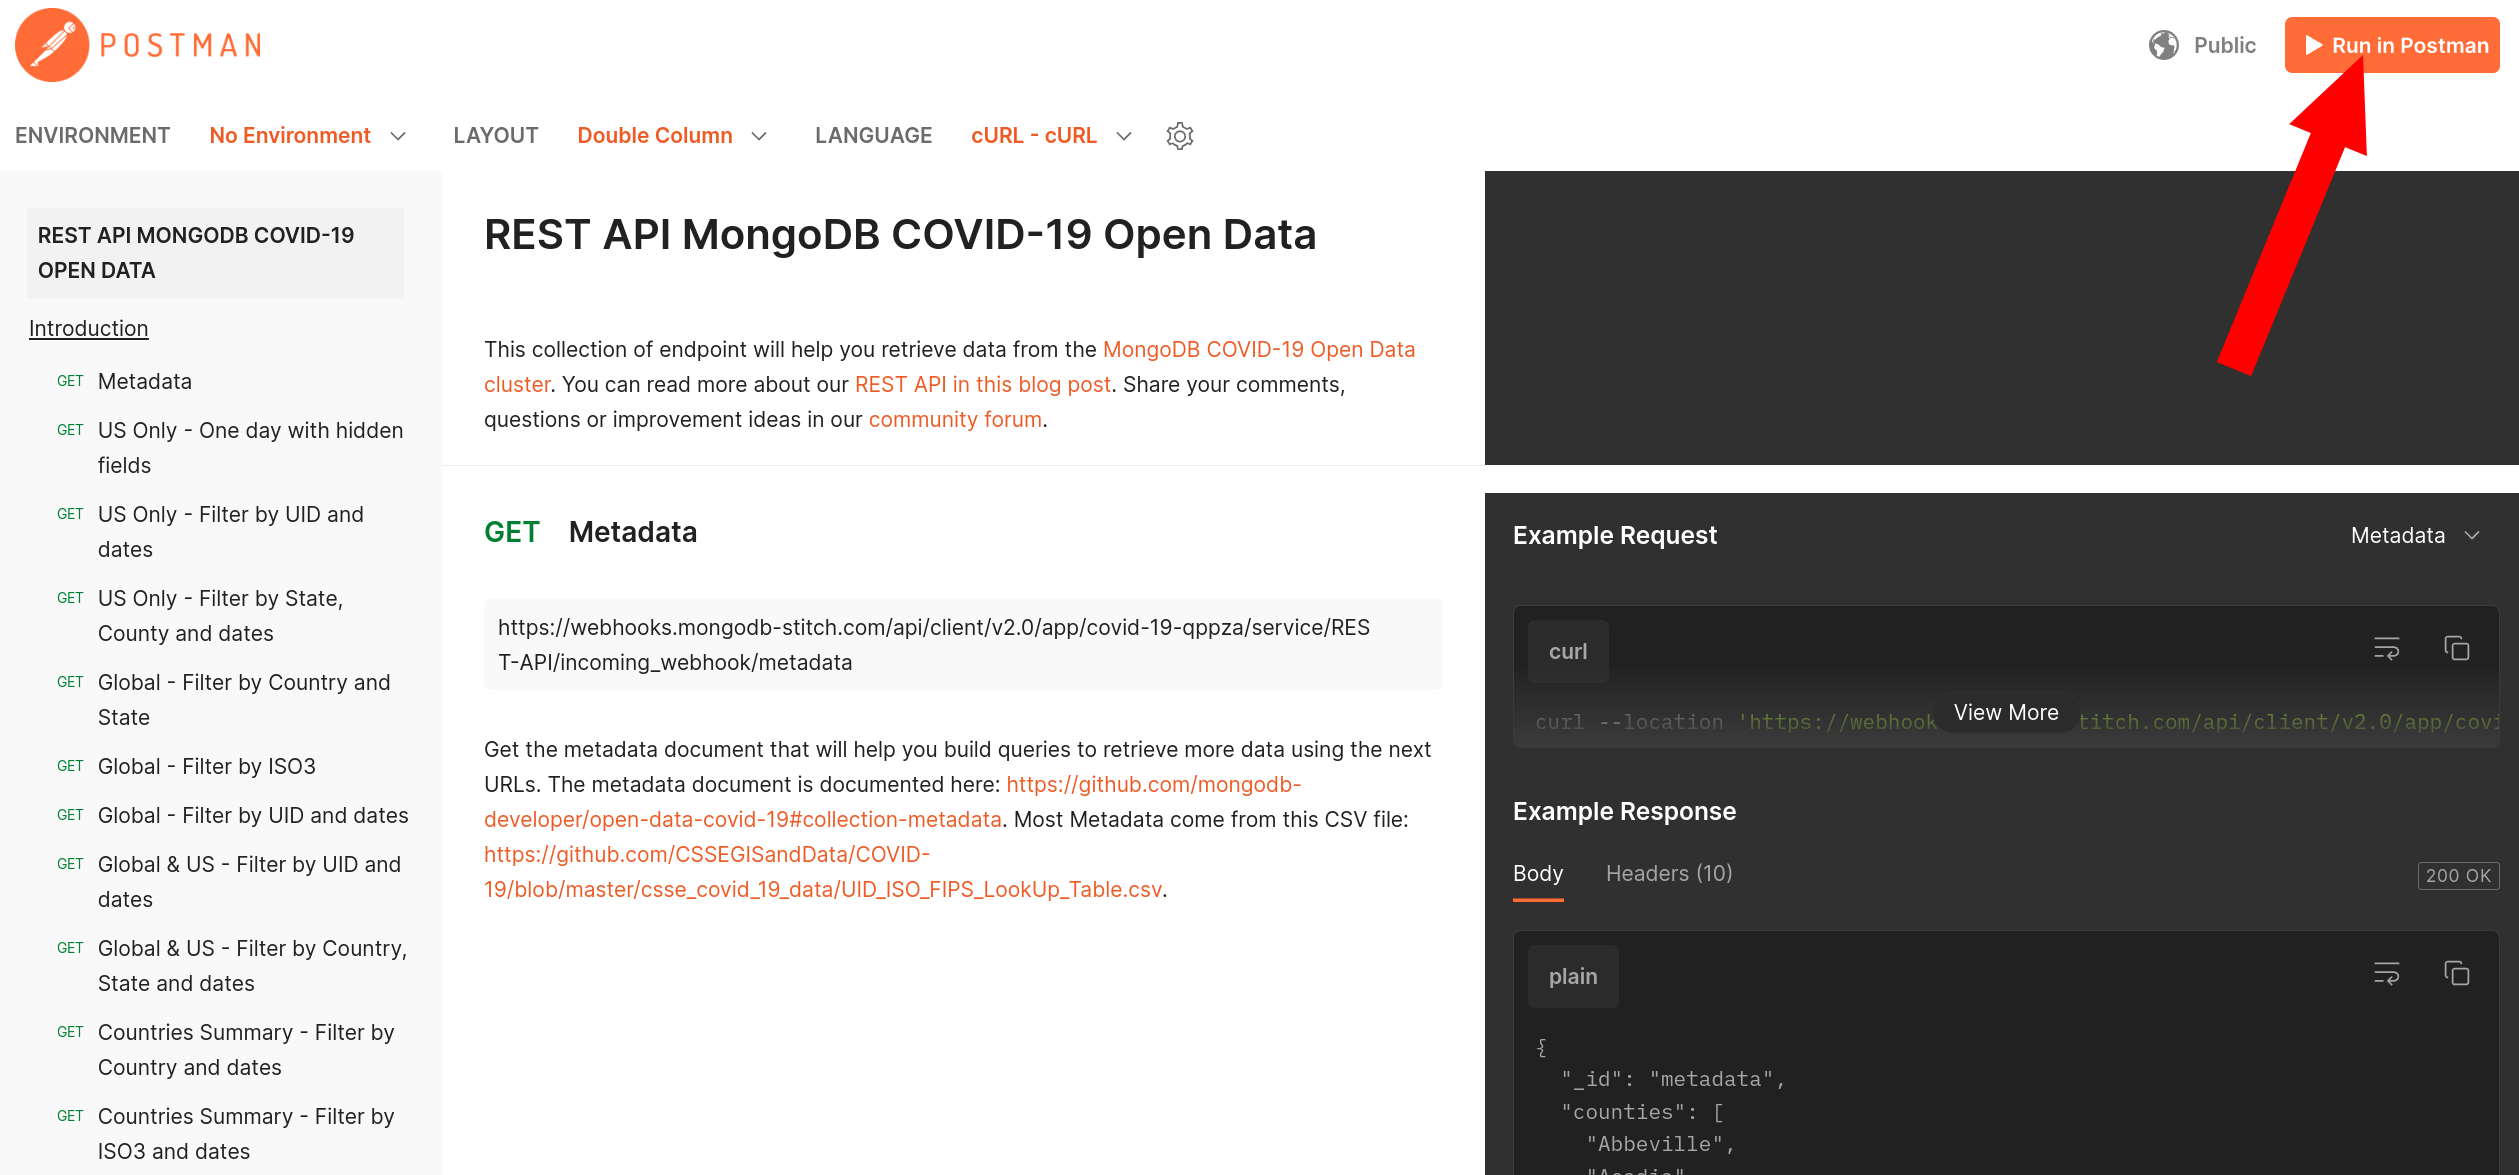 POSTMAN
Public
Run in Postman
ENVIRONMENT No Environment LAYOUT Double Column LANGUAGE cURL - cURL
REST API MONGODB COVID-19
OPEN DATA
Introduction
GET Metadata
GET US Only - One day with hidden
fields
GET US Only - Filter by UID and
dates
GET US Only - Filter by State,
County and dates
GET Global - Filter by Country and
State
GET Global - Filter by ISO3
GET Global - Filter by UID and dates
GET Global & US - Filter by UID and
dates
GET Global & US - Filter by Country,
State and dates
GET Countries Summary - Filter by
Country and dates
GET Countries Summary - Filter by
ISO3 and dates
REST API MongoDB COVID-19 Open Data
This collection of endpoint will help you retrieve data from the MongoDB COVID-19 Open Data
cluster. You can read more about our REST API in this blog post. Share your comments,
questions or improvement ideas in our community forum.
GET Metadata
https://webhooks.mongodb-stitch.com/api/client/v2.0/app/covid-19-qppza/service/RES
T-API/incoming_webhook/metadata
Get the metadata document that will help you build queries to retrieve more data using the next
URLs. The metadata document is documented here: https://github.com/mongodb-
developer/open-data-covid-19#collection-metadata. Most Metadata come from this CSV file:
https://github.com/CSSEGISandData/COVID-
19/blob/master/csse_covid_19_data/UID_ISO_FIPS_LookUp_Table.csv.
Example Request
Metadata
curl
curl --location 'https://webhook
View More
titch.com/api/client/v2.0/app/covi
Example Response
Body Headers (10)
200 OK
plain
{
"_id": "metadata",
"counties": [
"Abbeville",